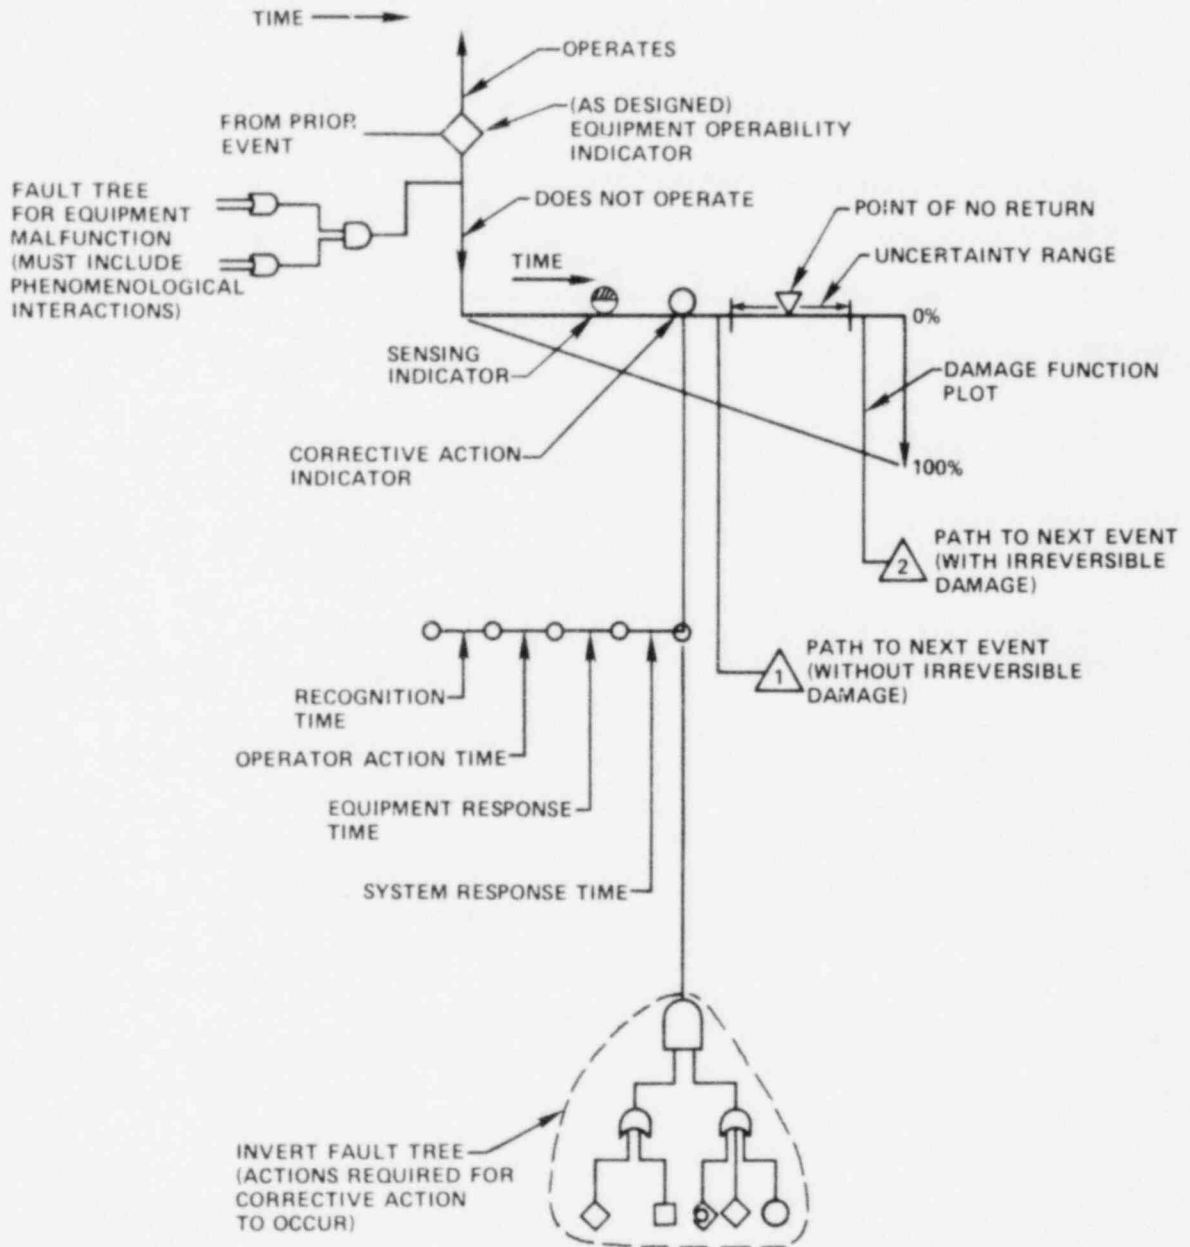 TIME
OPERATES
FROM PRIOR
EVENT
(AS DESIGNED)
EQUIPMENT OPERABILITY
INDICATOR
FAULT TREE
FOR EQUIPMENT
MALFUNCTION
(MUST INCLUDE
PHENOMENOLOGICAL
INTERACTIONS)
DOES NOT OPERATE
POINT OF NO RETURN
TIME
UNCERTAINTY RANGE
0%
SENSING
INDICATOR
DAMAGE FUNCTION
PLOT
CORRECTIVE ACTION
INDICATOR
100%
2
PATH TO NEXT EVENT
(WITH IRREVERSIBLE
DAMAGE)
1
PATH TO NEXT EVENT
(WITHOUT IRREVERSIBLE
DAMAGE)
RECOGNITION
TIME
OPERATOR ACTION TIME
EQUIPMENT RESPONSE
TIME
SYSTEM RESPONSE TIME
INVERT FAULT TREE
(ACTIONS REQUIRED FOR
CORRECTIVE ACTION
TO OCCUR)